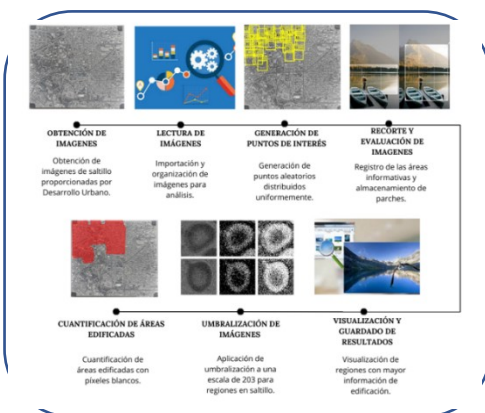 OBTENCIÓN DE
IMAGENES
Obtención de
imágenes de saltillo
proporcionadas por
Desarrollo Urbano.
LECTURA DE
IMÁGENES
Importación y
organización de
imágenes para
análisis.
GENERACIÓN DE
PUNTOS DE INTERÉS
Generación de
puntos aleatorios
distribuidos
uniformemente.
RECORTE Y
EVALUACIÓN DE
IMAGENES
Registro de las áreas
informativas y
almacenamiento de
parches.
CUANTIFICACIÓN DE ÁREAS
EDIFICADAS
Cuantificación de
áreas edificadas con
píxeles blancos.
UMBRALIZACIÓN DE
IMÁGENES
Aplicación de
umbralización a una
escala de 203 para
regiones en saltillo.
VISUALIZACIÓN Y
GUARDADO DE
RESULTADOS
Visualización de
regiones con mayor
información de
edificación.